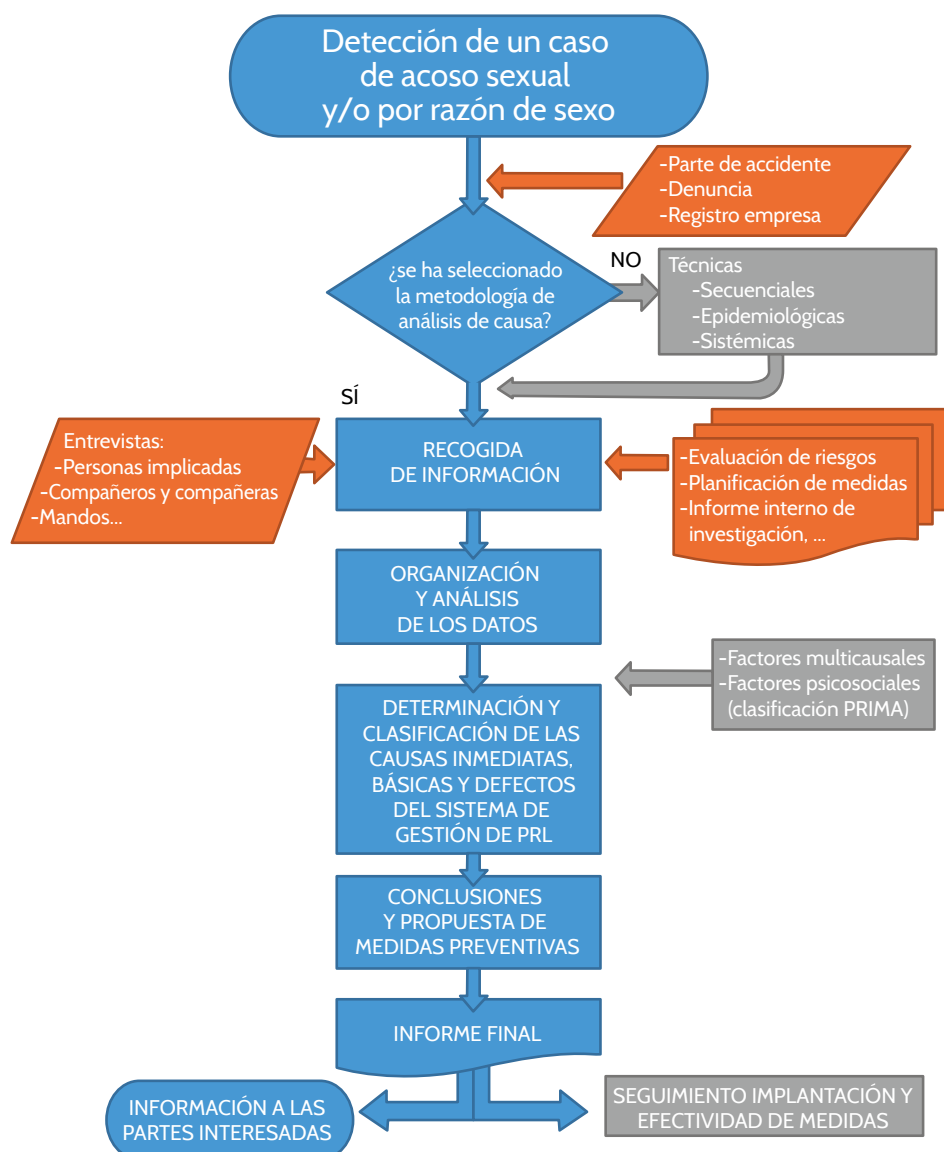 Detección de un caso
de acoso sexual
y/o por razón de sexo
-Parte de accidente
-Denuncia
-Registro empresa
¿se ha seleccionado
la metodología de
análisis de causa?
NO
Técnicas
-Secuenciales
-Epidemiológicas
-Sistémicas
SÍ
Entrevistas:
-Personas implicadas
-Compañeros y compañeras
-Mandos...
RECOGIDA
DE INFORMACIÓN
-Evaluación de riesgos
-Planificación de medidas
-Informe interno de
investigación, ...
ORGANIZACIÓN
Y ANÁLISIS
DE LOS DATOS
-Factores multicausales
-Factores psicosociales
(clasificación PRIMA)
DETERMINACIÓN Y
CLASIFICACIÓN DE LAS
CAUSAS INMEDIATAS,
BÁSICAS Y DEFECTOS
DEL SISTEMA DE
GESTIÓN DE PRL
CONCLUSIONES
Y PROPUESTA DE
MEDIDAS PREVENTIVAS
INFORME FINAL
INFORMACIÓN A LAS
PARTES INTERESADAS
SEGUIMIENTO IMPLANTACIÓN Y
EFECTIVIDAD DE MEDIDAS